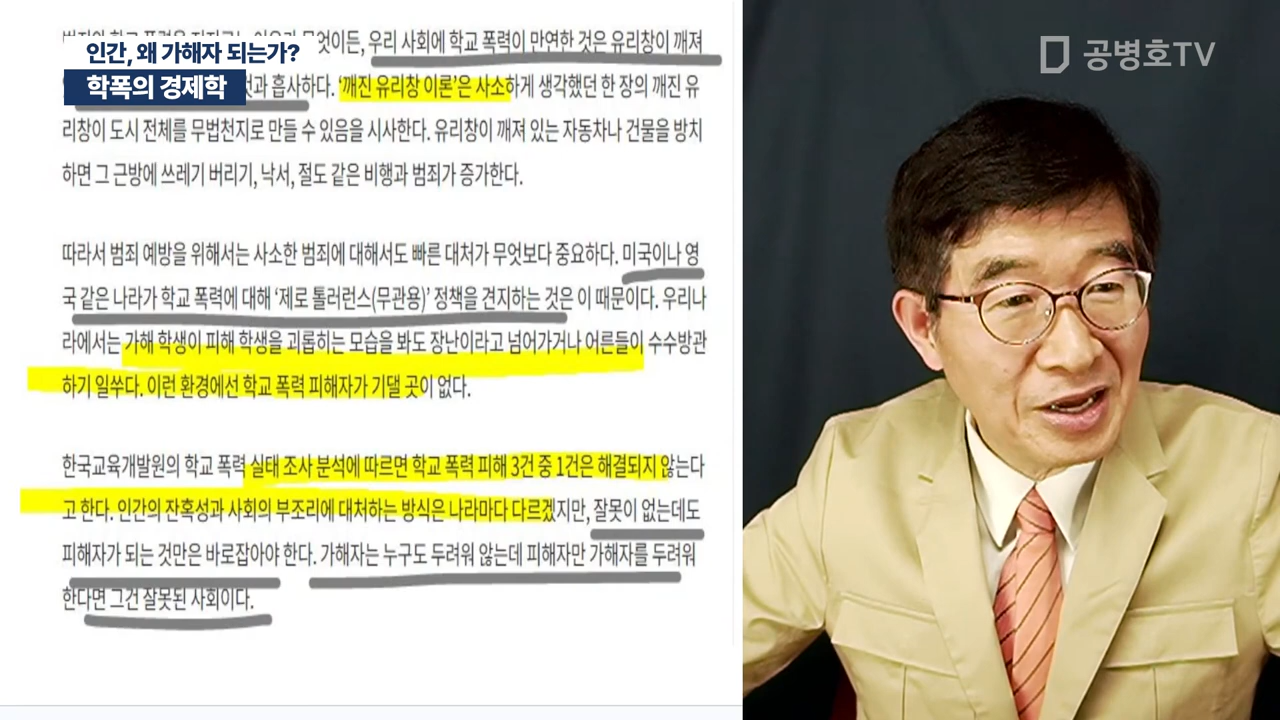 인간, 왜 가해자 되는가?
학폭의 경제학
공병호TV
엇이든, 우리 사회에 학교 폭력이 만연한 것은 유리창이 깨져
과 흡사하다. ‘깨진 유리창 이론’은 사소하게 생각했던 한 장의 깨진 유
리창이 도시 전체를 무법천지로 만들 수 있음을 시사한다. 유리창이 깨져 있는 자동차나 건물을 방치
하면 그 근방에 쓰레기 버리기, 낙서, 절도 같은 비행과 범죄가 증가한다.
따라서 범죄 예방을 위해서는 사소한 범죄에 대해서도 빠른 대처가 무엇보다 중요하다. 미국이나 영
국 같은 나라가 학교 폭력에 대해 ‘제로 톨러런스(무관용)’ 정책을 견지하는 것은 이 때문이다. 우리나
라에서는 가해 학생이 피해 학생을 괴롭히는 모습을 봐도 장난이라고 넘어가거나 어른들이 수수방관
하기 일쑤다. 이런 환경에선 학교 폭력 피해자가 기댈 곳이 없다.
한국교육개발원의 학교 폭력 실태 조사 분석에 따르면 학교 폭력 피해 3건 중 1건은 해결되지 않는다
고 한다. 인간의 잔혹성과 사회의 부조리에 대처하는 방식은 나라마다 다르겠지만, 잘못이 없는데도
피해자가 되는 것만은 바로잡아야 한다. 가해자는 누구도 두려워 않는데 피해자만 가해자를 두려워
한다면 그건 잘못된 사회이다.